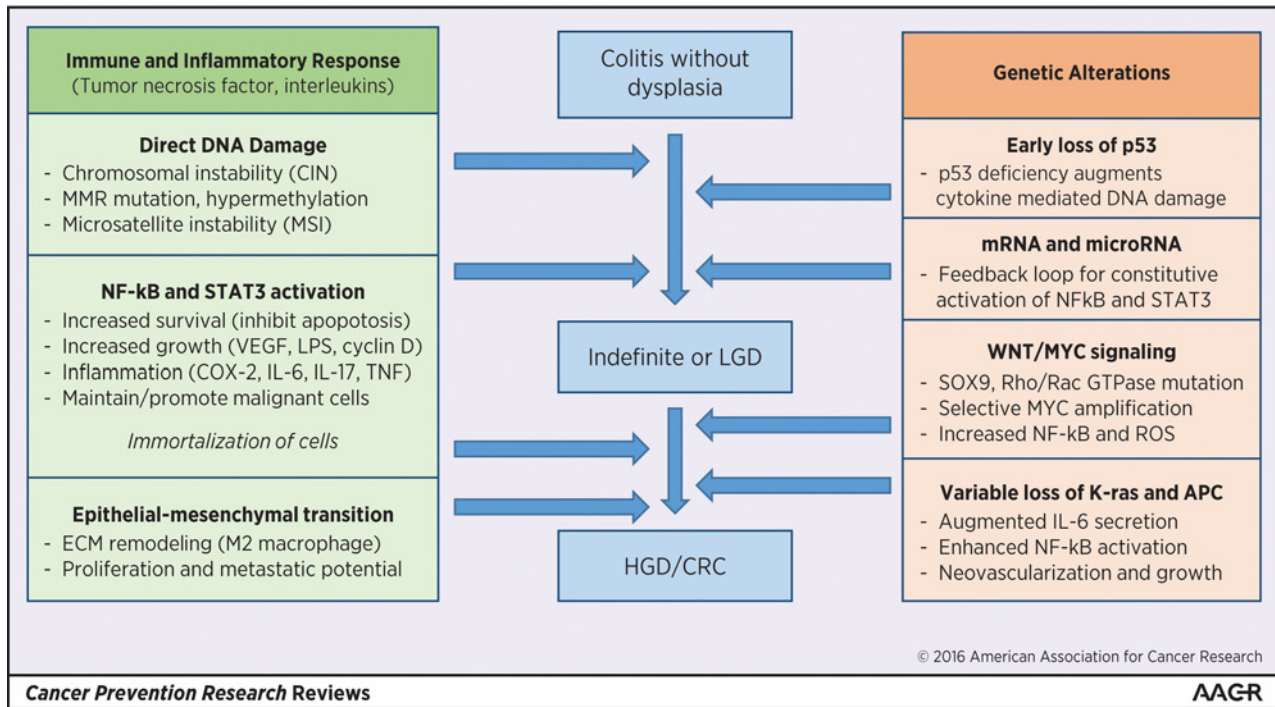 Immune and Inflammatory Response
(Tumor necrosis factor, interleukins)
Direct DNA Damage
- Chromosomal instability (CIN)
- MMR mutation, hypermethylation
- Microsatellite instability (MSI)
NF-kB and STAT3 activation
- Increased survival (inhibit apopotosis)
- Increased growth (VEGF, LPS, cyclin D)
- Inflammation (COX-2, IL-6, IL-17, TNF)
- Maintain/promote malignant cells
Immortalization of cells
Epithelial-mesenchymal transition
- ECM remodeling (M2 macrophage)
- Proliferation and metastatic potential
Colitis without
dysplasia
Indefinite or LGD
HGD/CRC
Genetic Alterations
Early loss of p53
- p53 deficiency augments
cytokine mediated DNA damage
mRNA and microRNA
- Feedback loop for constitutive
activation of NFkB and STAT3
WNT/MYC signaling
- SOX9, Rho/Rac GTPase mutation
- Selective MYC amplification
- Increased NF-kB and ROS
Variable loss of K-ras and APC
- Augmented IL-6 secretion
- Enhanced NF-kB activation
- Neovascularization and growth
© 2016 American Association for Cancer Research
Cancer Prevention Research Reviews
AACR